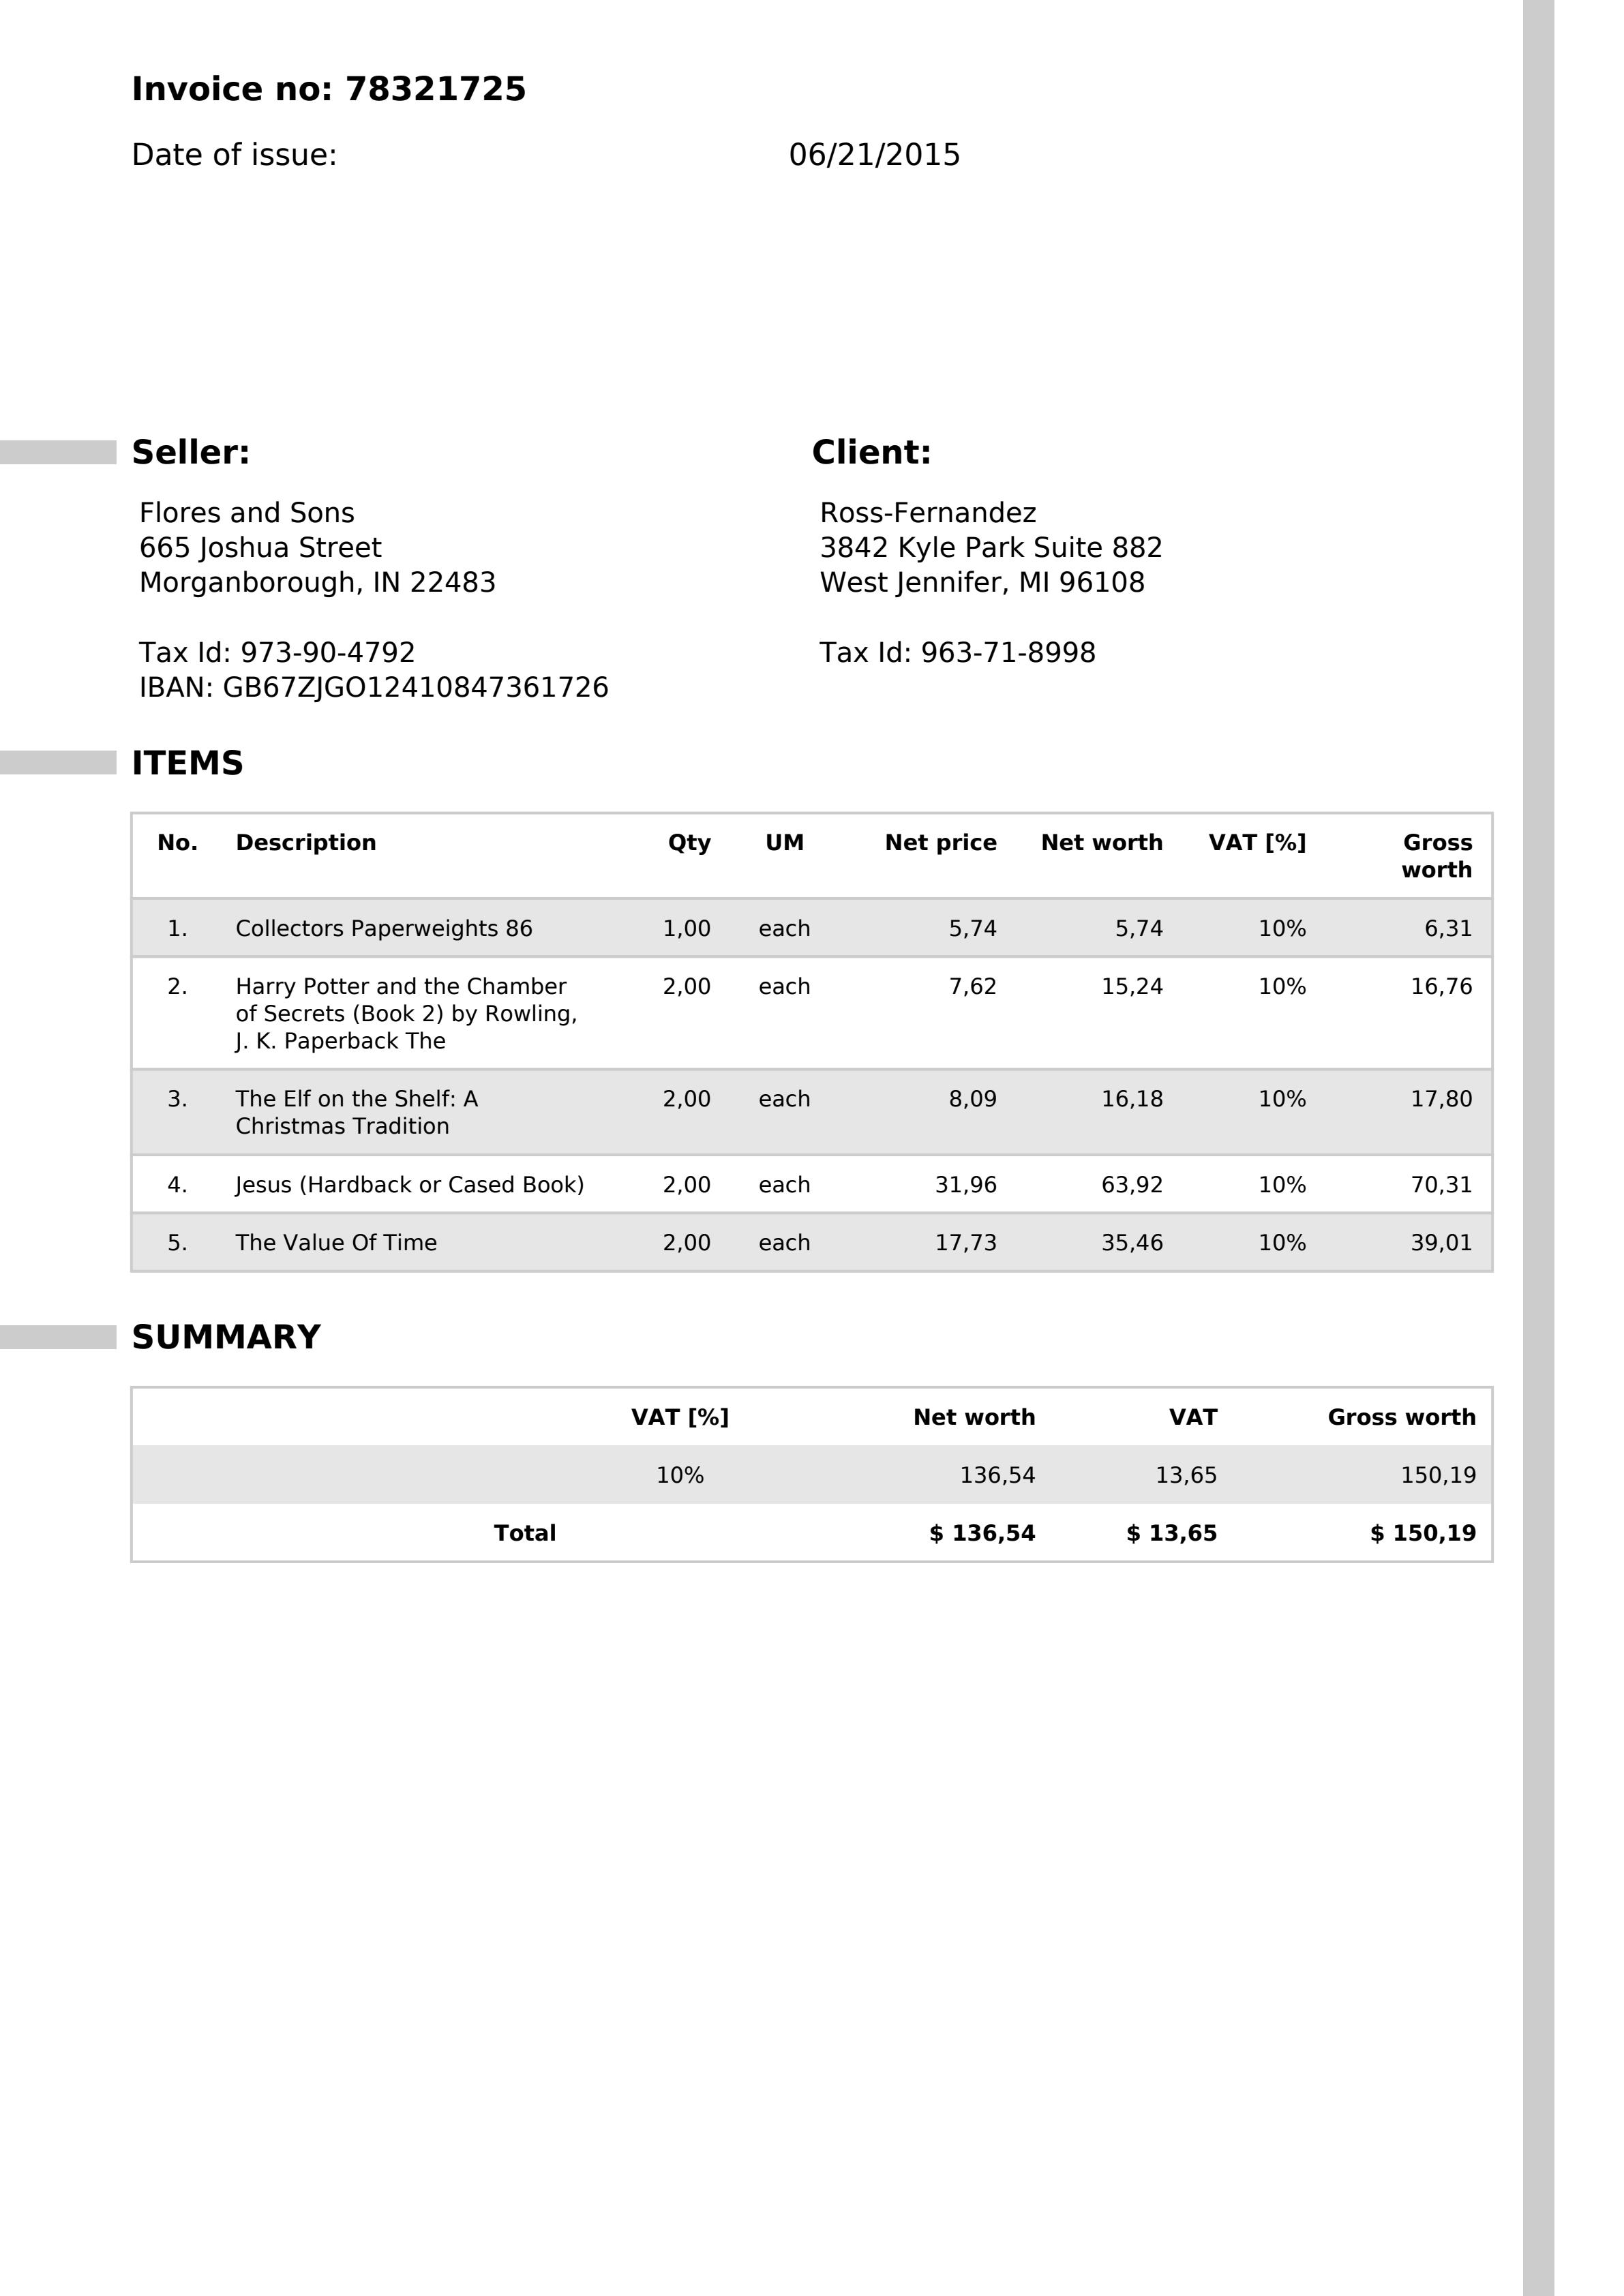 Invoice no: 78321725
Date of issue: 06/21/2015
Seller:
Flores and Sons
665 Joshua Street
Morganborough, IN 22483
Tax Id: 973-90-4792
IBAN: GB67ZJGO12410847361726
Client:
Ross-Fernandez
3842 Kyle Park Suite 882
West Jennifer, MI 96108
Tax Id: 963-71-8998
ITEMS
No. Description Qty UM Net price Net worth VAT [%] Gross
worth
1. Collectors Paperweights 86 1,00 each 5,74 5,74 10% 6,31
2. Harry Potter and the Chamber 2,00 each 7,62 15,24 10% 16,76
of Secrets (Book 2) by Rowling,
J. K. Paperback The
3. The Elf on the Shelf: A 2,00 each 8,09 16,18 10% 17,80
Christmas Tradition
4. Jesus (Hardback or Cased Book) 2,00 each 31,96 63,92 10% 70,31
5. The Value Of Time 2,00 each 17,73 35,46 10% 39,01
SUMMARY
VAT [%] Net worth VAT Gross worth
10% 136,54 13,65 150,19
Total $ 136,54 $ 13,65 $ 150,19